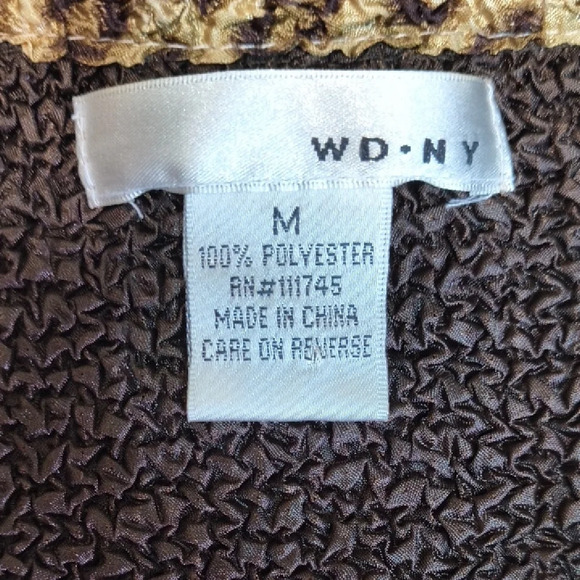 WD•NY
M
100% POLYESTER
RN#111745
MADE IN CHINA
CARE ON REVERSE